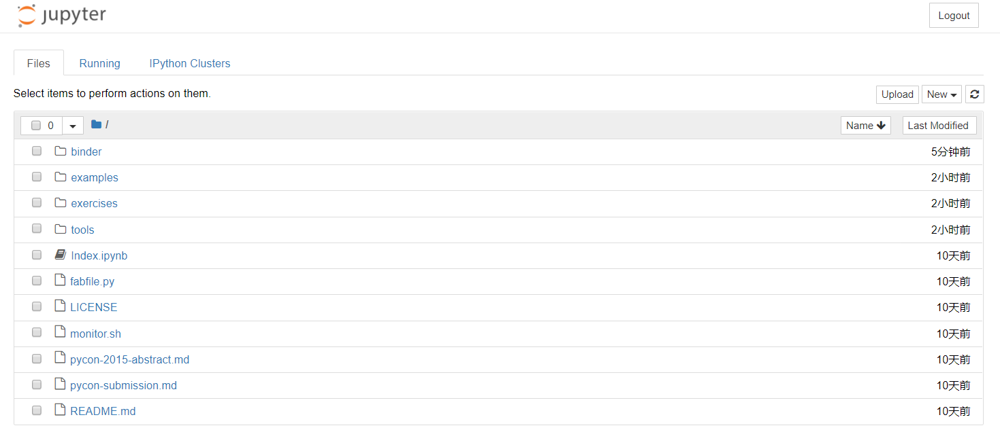 jupyter Logout
Files Running IPython Clusters
Select items to perform actions on them. Upload New
0 / Name Last Modified
binder 5分钟前
examples 2小时前
exercises 2小时前
tools 2小时前
Index.ipynb 10天前
fabfile.py 10天前
LICENSE 10天前
monitor.sh 10天前
pycon-2015-abstract.md 10天前
pycon-submission.md 10天前
README.md 10天前